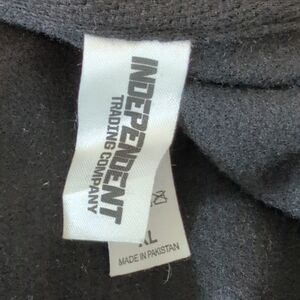 INDEPENDENT
TRADING COMPANY
XL
MADE IN PAKISTAN